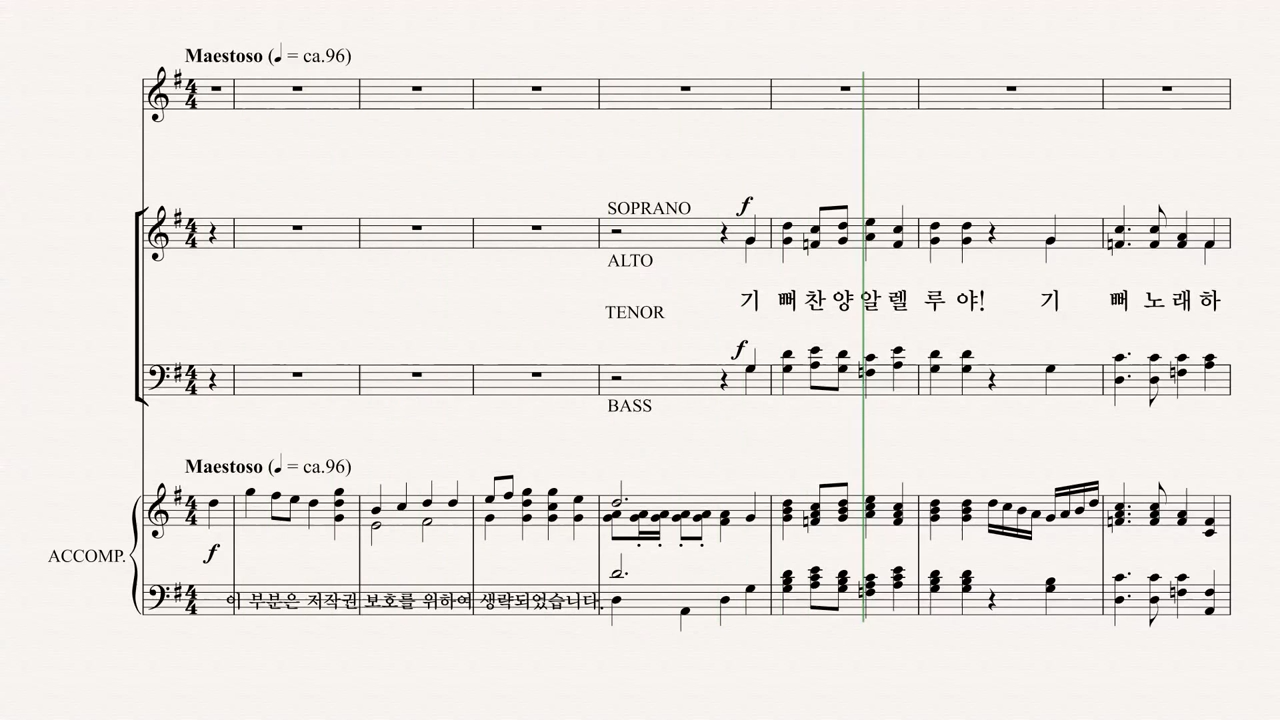 Maestoso (♩ = ca.96)
SOPRANO
f
ALTO
기 뻐 찬 양 알 렐 루 야! 기 뻐 노 래 하
TENOR
f
BASS
Maestoso (♩ = ca.96)
ACCOMP.
f
이 부분은 저작권 보호를 위하여 생략되었습니다.